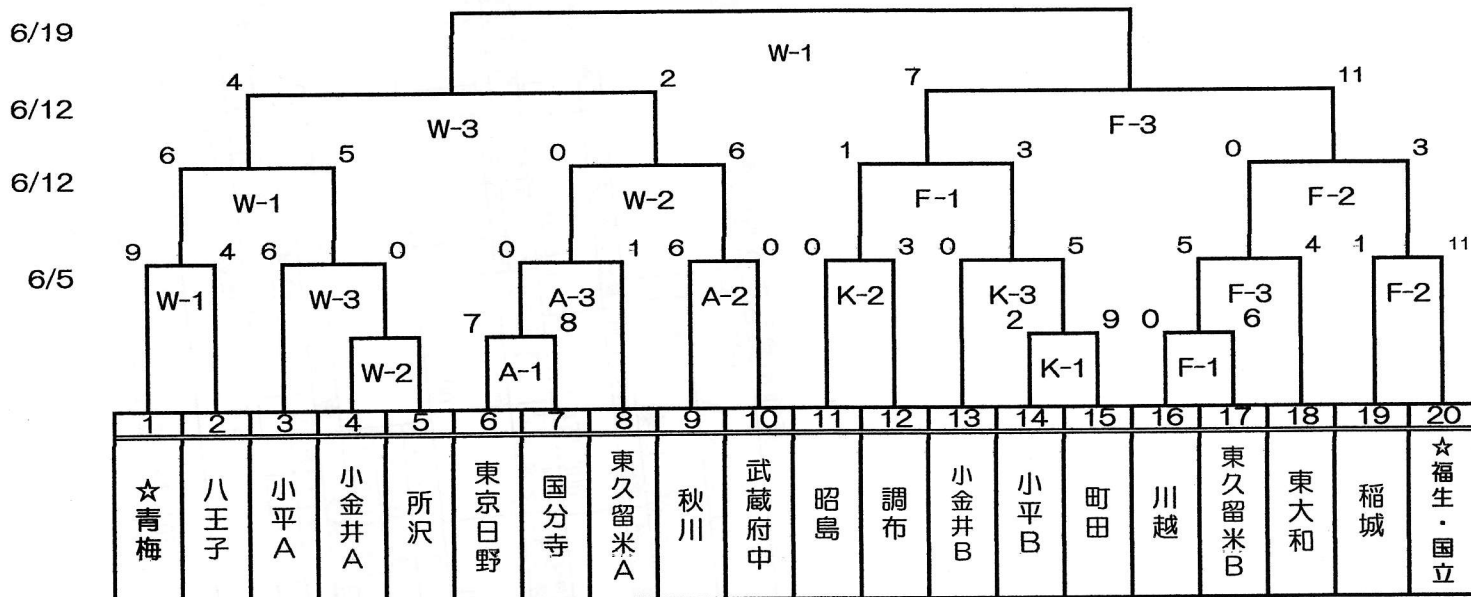 6/19
W-1
4 2 7 11
6/12
W-3 F-3
6 5 0 6 1 3 0 3
6/12
W-1 W-2 F-1 F-2
9 4 6 0 0 1 6 0 0 3 0 5 5 4 1 11
6/5
W-1 W-3 A-3 A-2 K-2 K-3 F-3 F-2
7 8 2 9 0 6
W-2 A-1 K-1 F-1
1 2 3 4 5 6 7 8 9 10 11 12 13 14 15 16 17 18 19 20
☆青梅
八王子
小平A
小金井A
所沢
東京日野
国分寺
東久留米A
秋川
武蔵府中
昭島
調布
小金井B
小平B
町田
川越
東久留米B
東大和
稲城
☆福生・国立